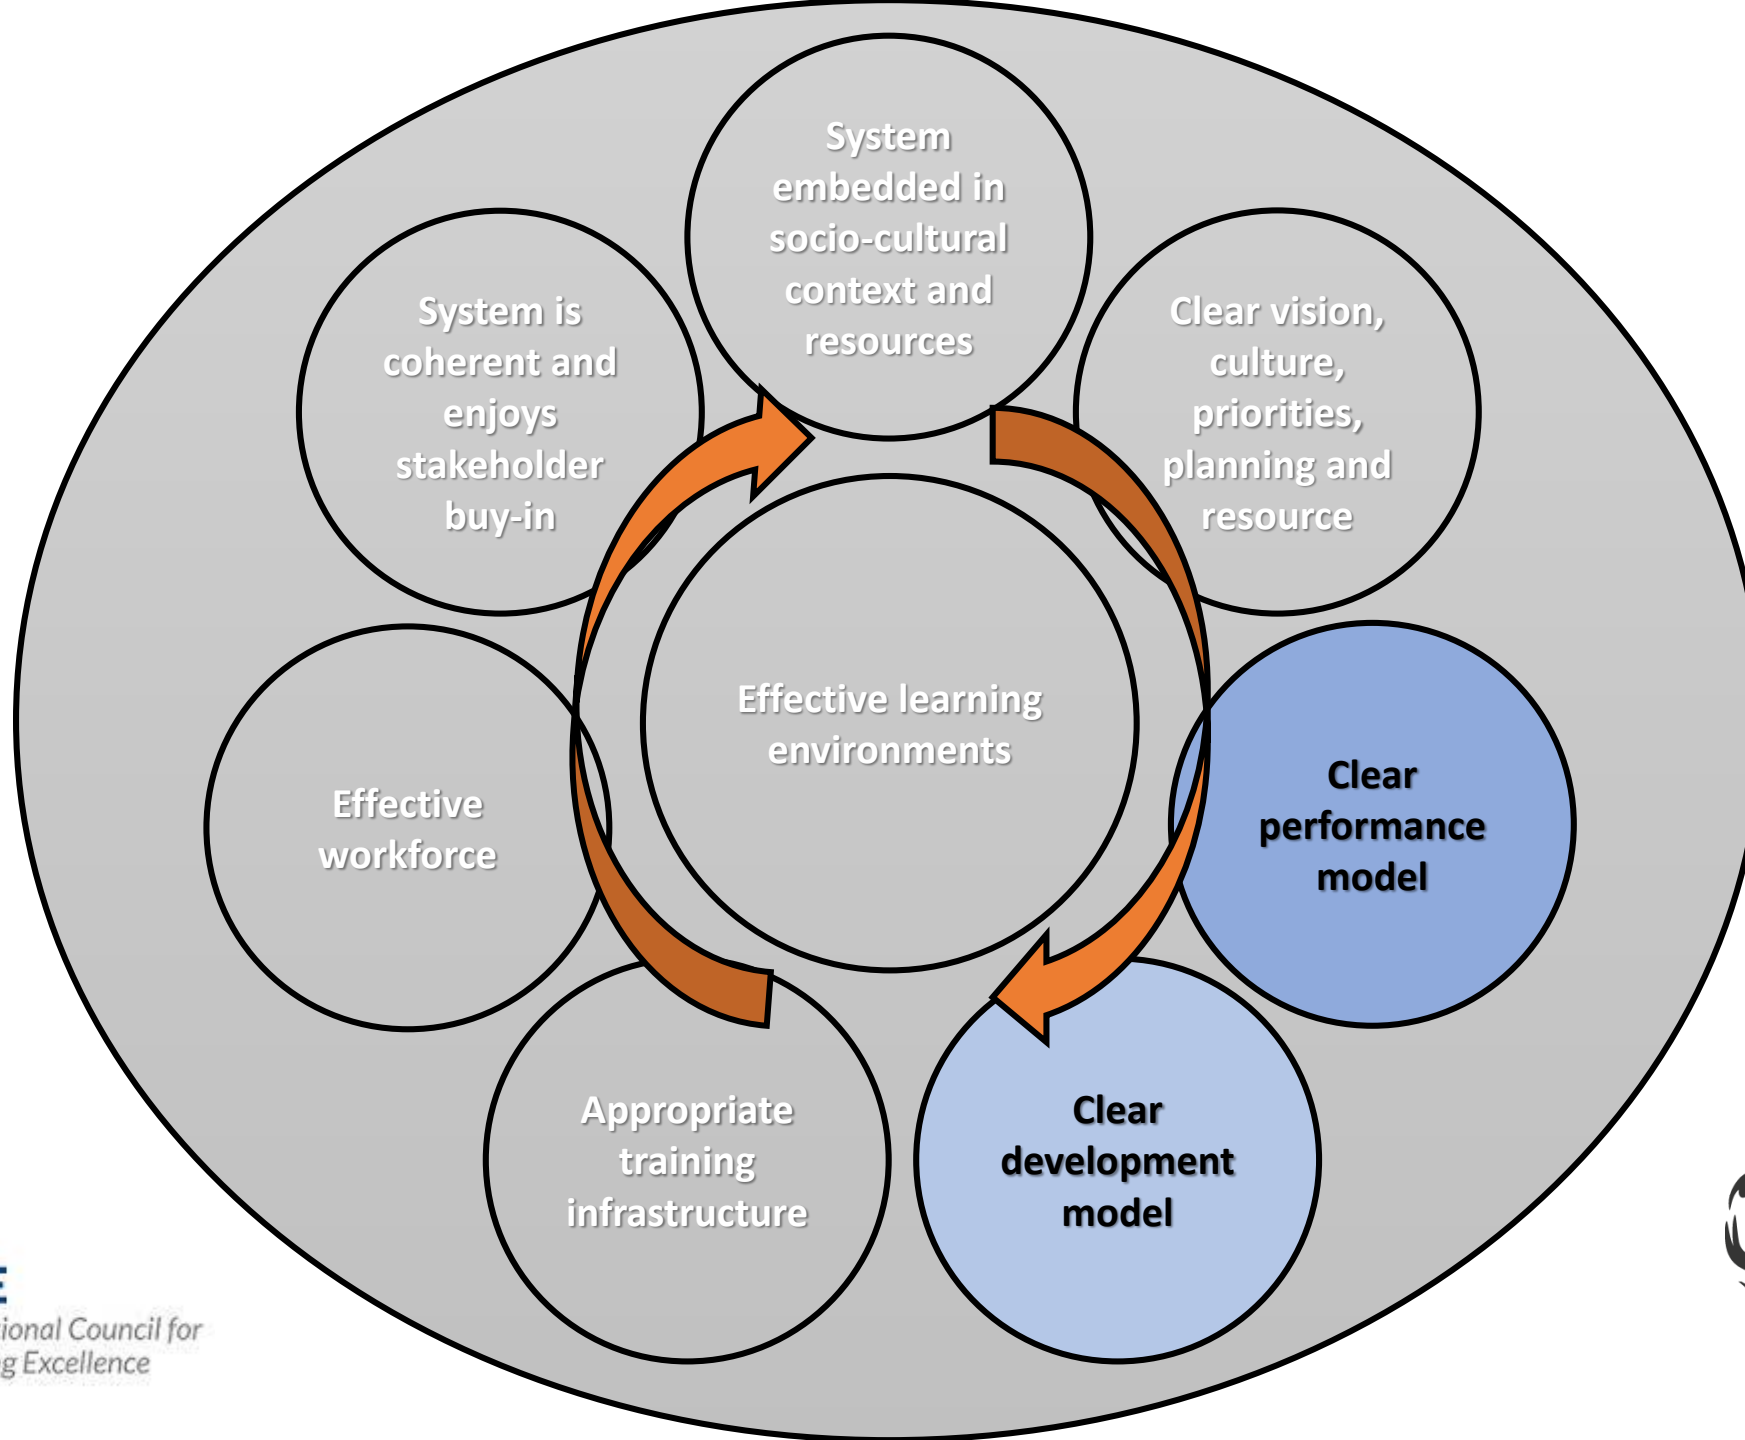 System
embedded in
socio-cultural
context and
resources
Clear vision,
culture,
priorities,
planning and
resource
Clear
performance
model
Clear
development
model
Appropriate
training
infrastructure
Effective
workforce
System is
coherent and
enjoys
stakeholder
buy-in
Effective learning
environments
E
ional Council for
g Excellence